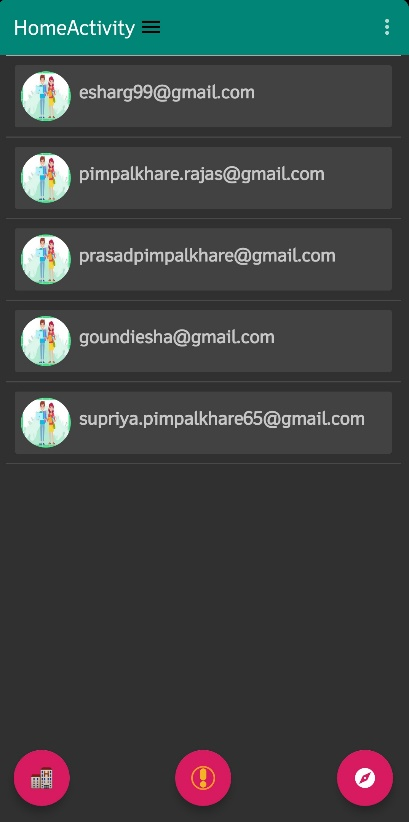 HomeActivity
esharg99@gmail.com
pimpalkhare.rajas@gmail.com
prasadpimpalkhare@gmail.com
goundiesha@gmail.com
supriya.pimpalkhare65@gmail.com